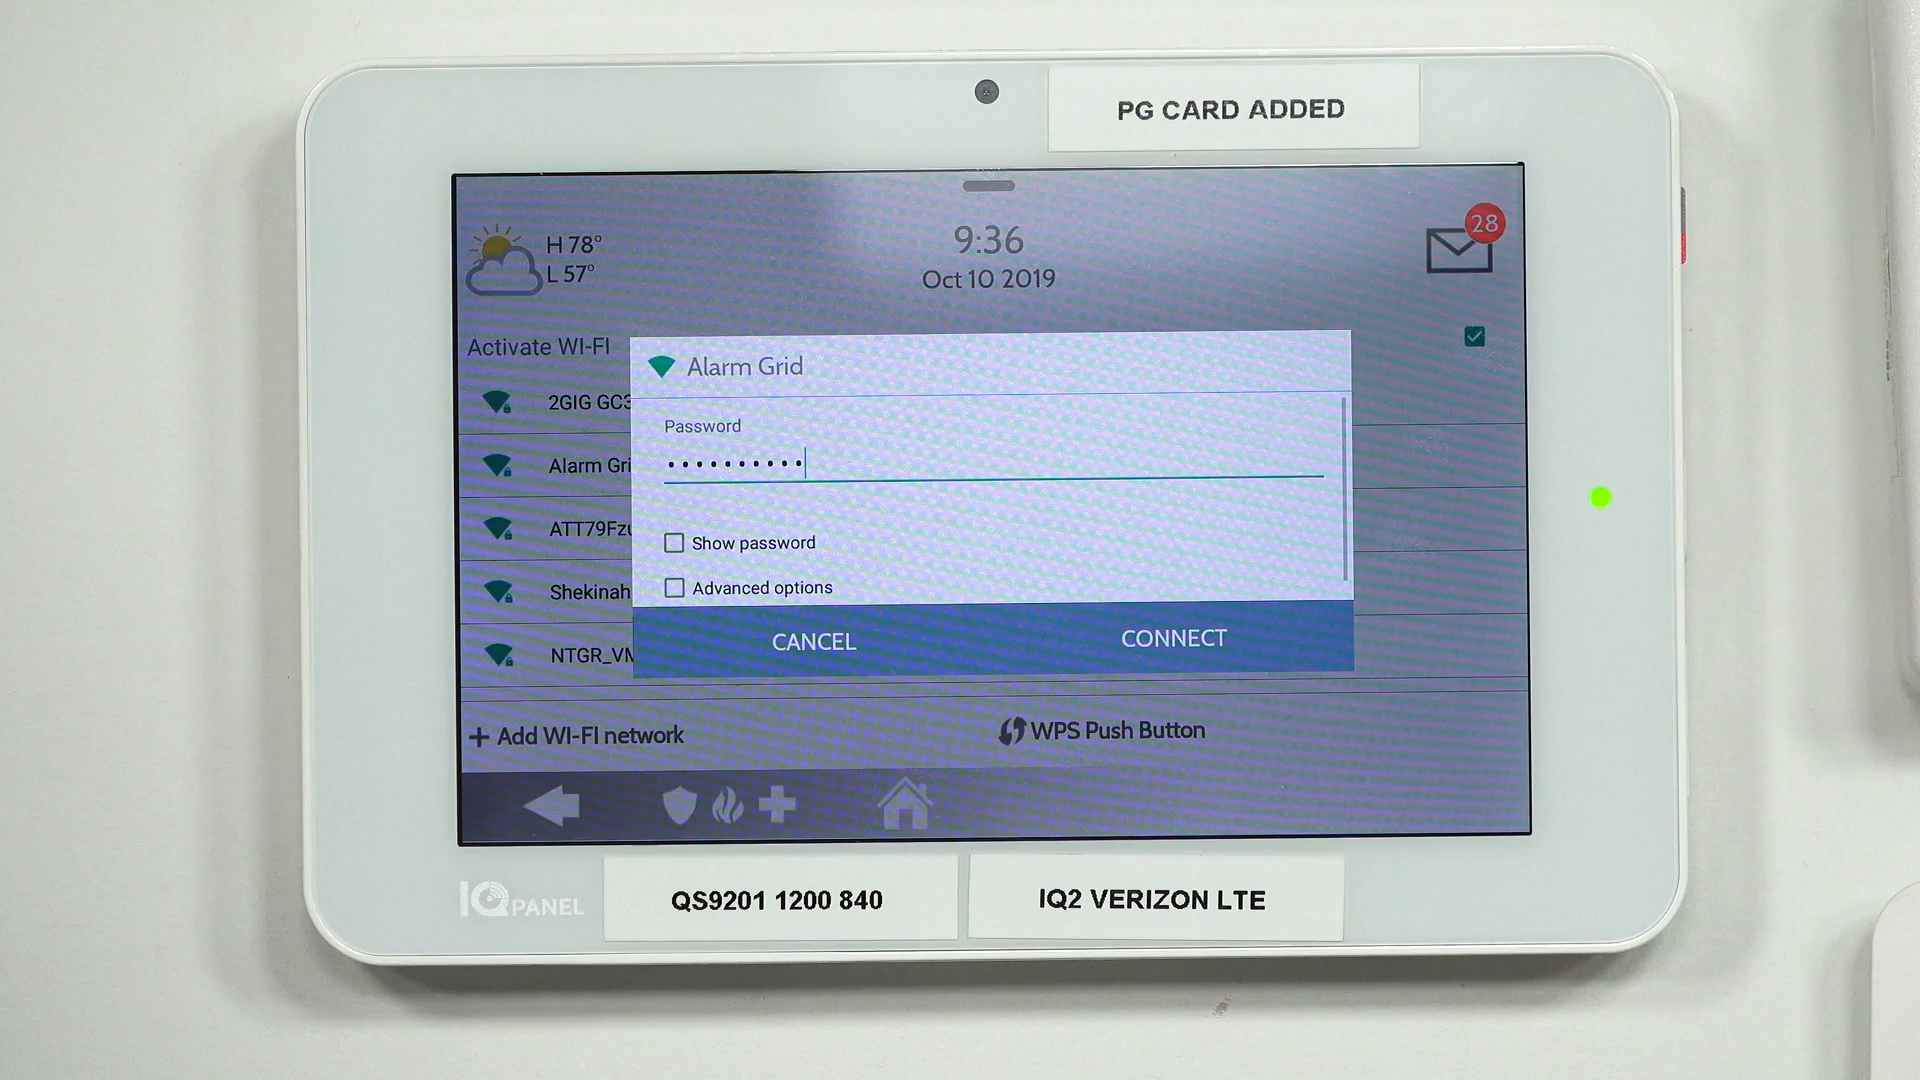 PG CARD ADDED
H 78°
L 57°
9:36
Oct 10 2019
28
Activate WI-FI
Alarm Grid
2GIG GC3
Password
••••••••••
Alarm Gri
ATT79Fzu
Show password
Shekinah
Advanced options
NTGR_VM
CANCEL
CONNECT
+ Add WI-FI network
WPS Push Button
IQ PANEL
QS9201 1200 840
IQ2 VERIZON LTE